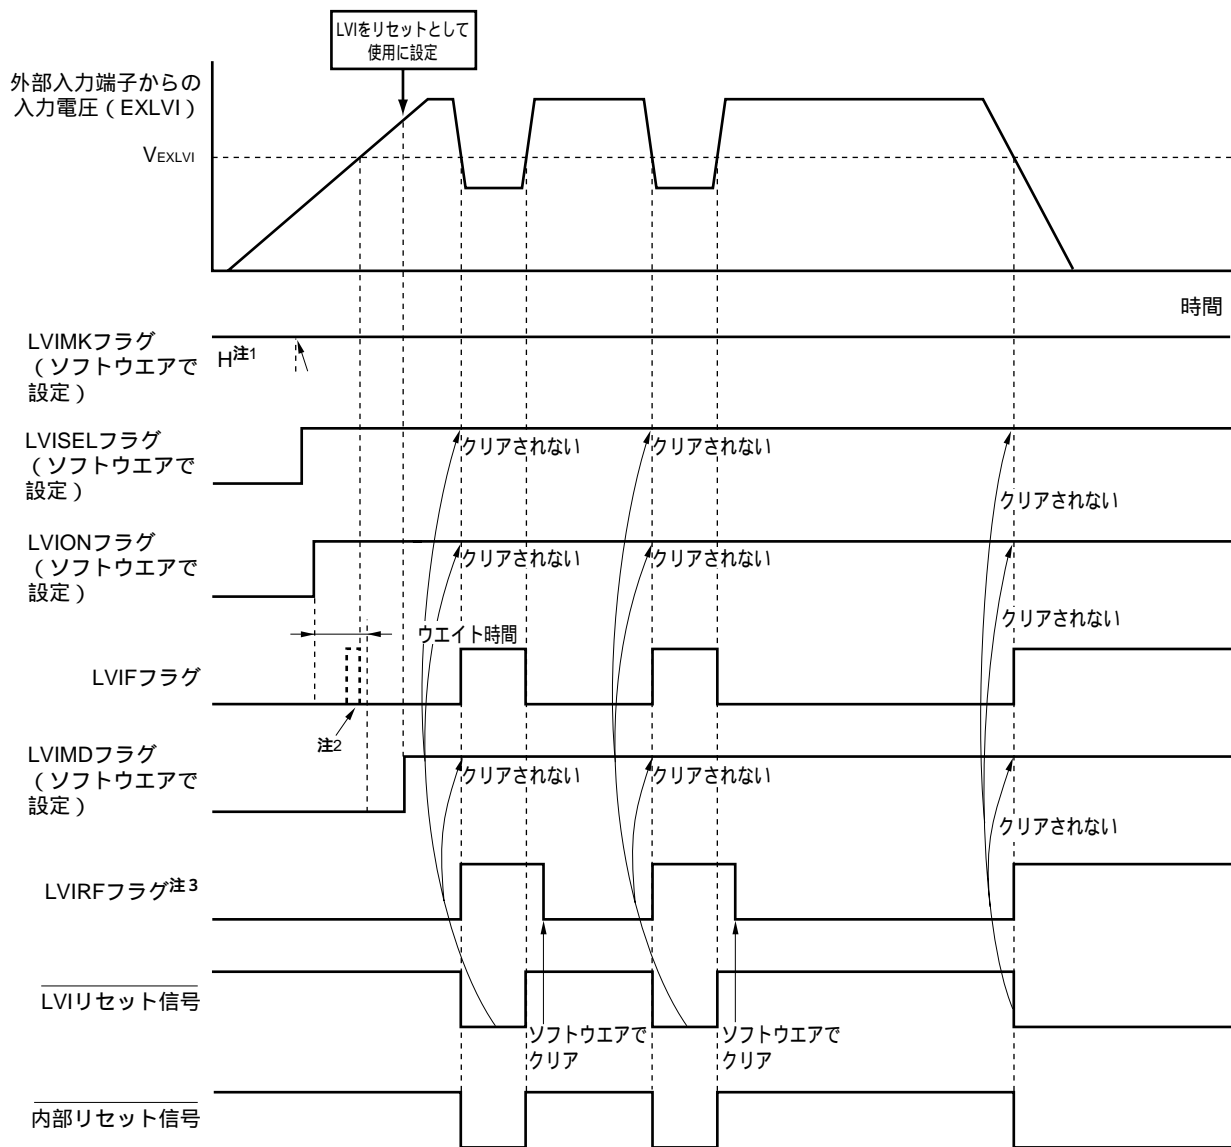 LVIをリセットとして
使用に設定
外部入力端子からの
入力電圧（EXLVI）
VEXLVI
時間
LVIMKフラグ
（ソフトウエアで
設定）
H注1
LVISELフラグ
（ソフトウエアで
設定）
クリアされない
クリアされない
クリアされない
LVIONフラグ
（ソフトウエアで
設定）
クリアされない
クリアされない
クリアされない
ウエイト時間
LVIFフラグ
注2
LVIMDフラグ
（ソフトウエアで
設定）
クリアされない
クリアされない
クリアされない
LVIRFフラグ注3
LVIリセット信号
ソフトウエアで
クリア
ソフトウエアで
クリア
内部リセット信号